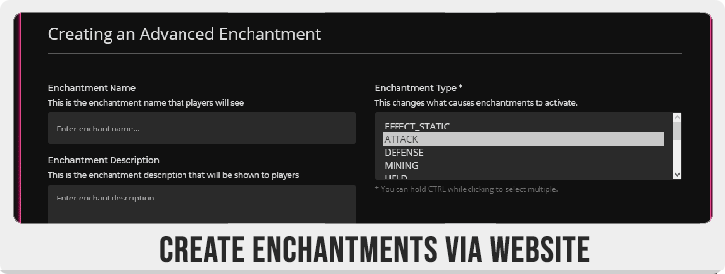 Creating an Advanced Enchantment
Enchantment Name
This is the enchantment name that players will see
Enter enchant name...
Enchantment Description
This is the enchantment description that will be shown to players
Enter enchant description
Enchantment Type *
This changes what causes enchantments to activate.
EFFECT_STATIC
ATTACK
DEFENSE
MINING
HELD
* You can hold CTRL while clicking to select multiple.
CREATE ENCHANTMENTS VIA WEBSITE